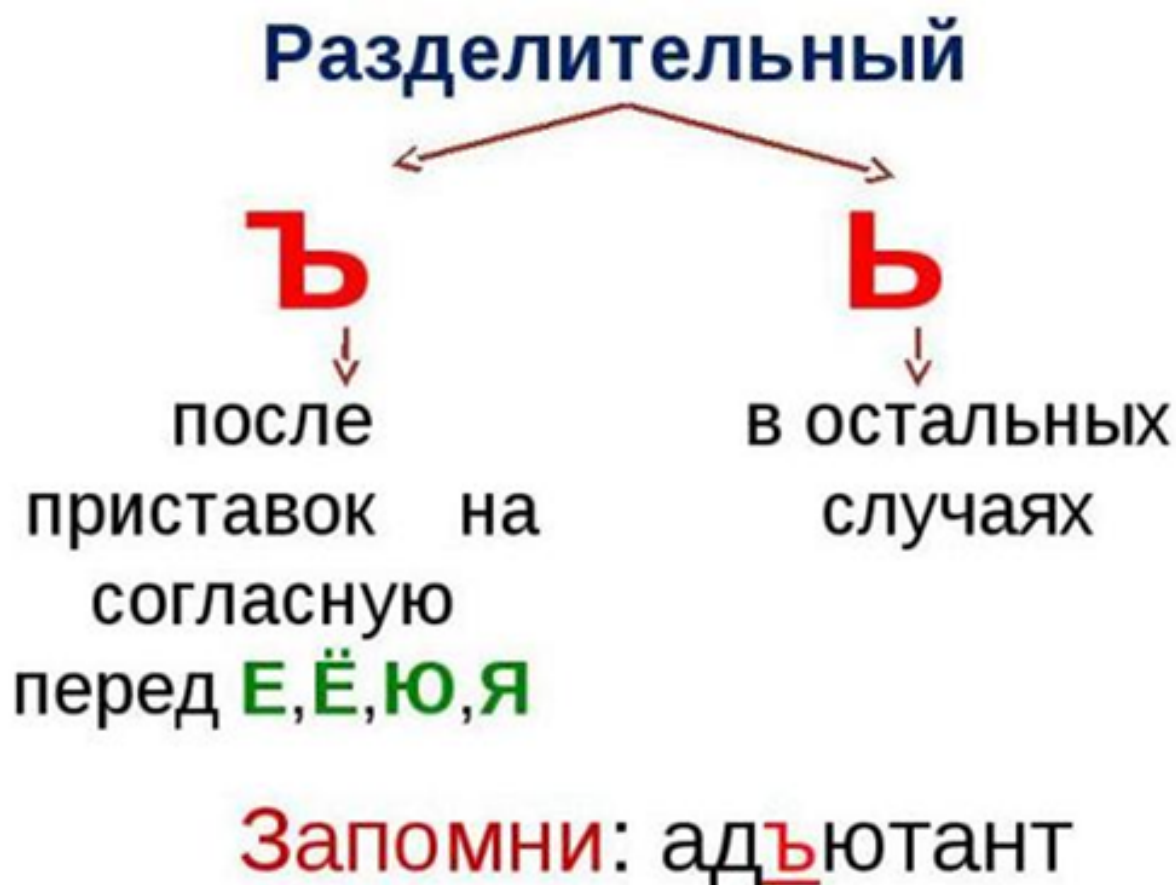 Разделительный
Ъ
Ь
после
приставок на
согласную
перед Е,Ё,Ю,Я
в остальных
случаях
Запомни: адъютант